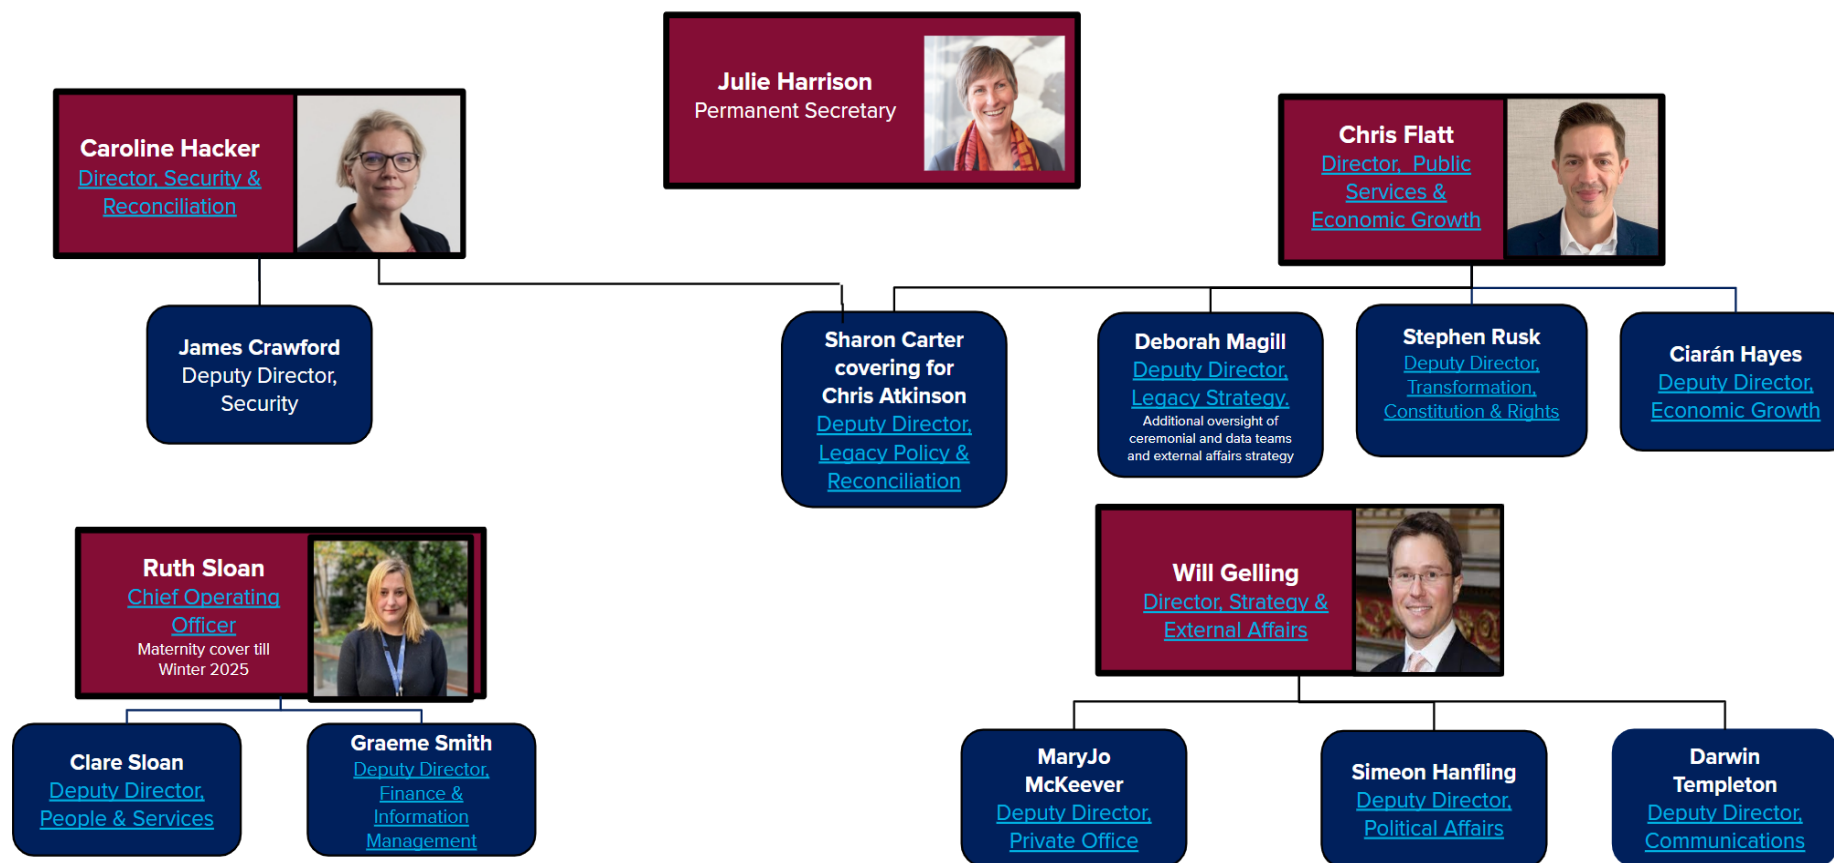 Julie Harrison
Permanent Secretary
Caroline Hacker
Director, Security &
Reconciliation
Chris Flatt
Director,  Public
Services &
Economic Growth
James Crawford
Deputy Director,
Security
Sharon Carter
covering for
Chris Atkinson
Deputy Director,
Legacy Policy &
Reconciliation
Deborah Magill
Deputy Director,
Legacy Strategy.
Additional oversight of
ceremonial and data teams
and external affairs strategy
Stephen Rusk
Deputy Director,
Transformation,
Constitution & Rights
Ciarán Hayes
Deputy Director,
Economic Growth
Ruth Sloan
Chief Operating
Officer
Maternity cover till
Winter 2025
Will Gelling
Director, Strategy &
External Affairs
Clare Sloan
Deputy Director,
People & Services
Graeme Smith
Deputy Director,
Finance &
Information
Management
MaryJo
McKeever
Deputy Director,
Private Office
Simeon Hanfling
Deputy Director,
Political Affairs
Darwin
Templeton
Deputy Director,
Communications